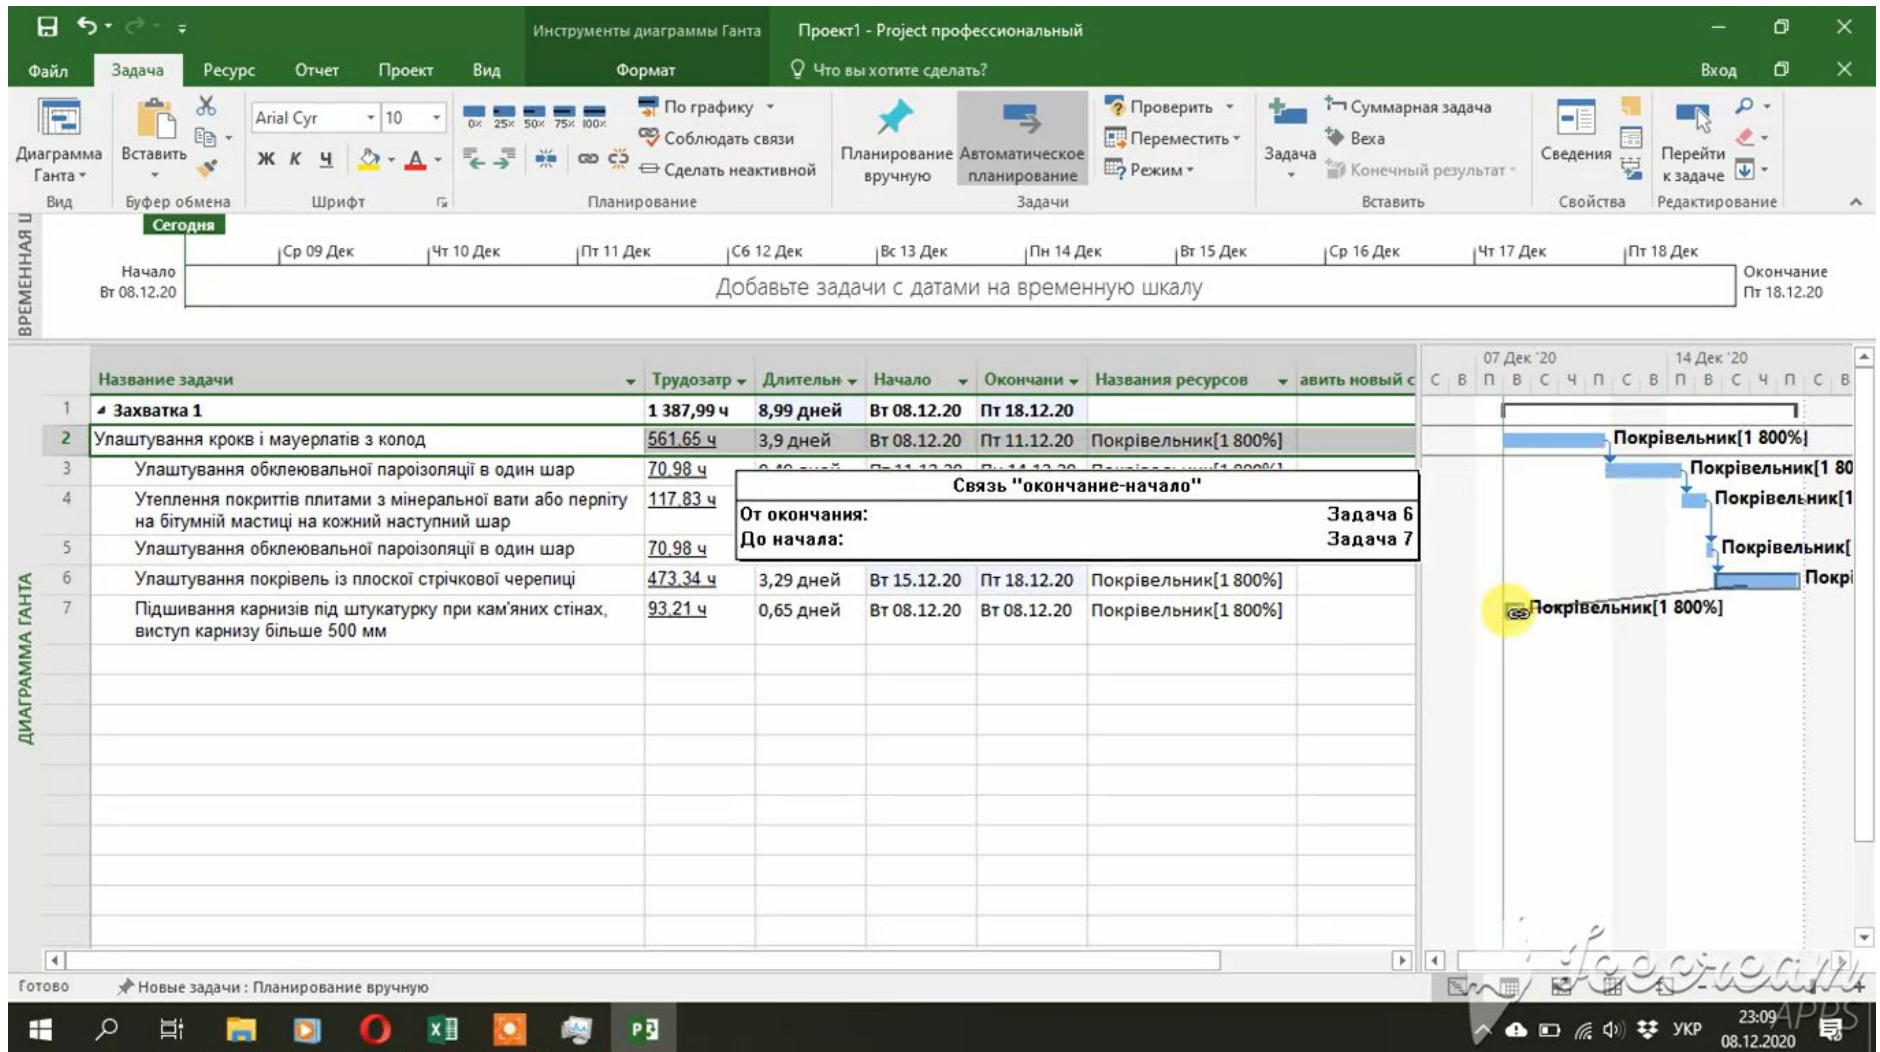 Инструменты диаграммы Ганта
Проект1 - Project профессиональный
Файл Задача Ресурс Отчет Проект Вид Формат Что вы хотите сделать? Вход
Диаграмма Ганта
Вставить
Arial Cyr 10
Ж К Ч А
0% 25% 50% 75% 100%
По графику
Соблюдать связи
Сделать неактивной
Планирование вручную
Автоматическое планирование
Проверить
Переместить
Режим
Задача
Суммарная задача
Веха
Конечный результат
Сведения
Перейти к задаче
Вид Буфер обмена Шрифт Планирование Задачи Вставить Свойства Редактирование
ВРЕМЕННАЯ Ш
Сегодня
Ср 09 Дек Чт 10 Дек Пт 11 Дек Сб 12 Дек Вс 13 Дек Пн 14 Дек Вт 15 Дек Ср 16 Дек Чт 17 Дек Пт 18 Дек
Начало
Вт 08.12.20
Добавьте задачи с датами на временную шкалу
Окончание
Пт 18.12.20
ДИАГРАММА ГАНТА
07 Дек '20 14 Дек '20
Название задачи Трудозатр Длительн Начало Окончани Названия ресурсов авить новый с
С В П В С Ч П С В П В С Ч П С В
1 Захватка 1 1 387,99 ч 8,99 дней Вт 08.12.20 Пт 18.12.20
2 Улаштування крокв і мауерлатів з колод 561,65 ч 3,9 дней Вт 08.12.20 Пт 11.12.20 Покрівельник[1 800%] Покрівельник[1 800%]
3 Улаштування обклеювальної пароізоляції в один шар 70,98 ч Покрівельник[1 80
4 Утеплення покриттів плитами з мінеральної вати або перліту 117,83 ч Покрівельник[1
на бітумній мастиці на кожний наступний шар
5 Улаштування обклеювальної пароізоляції в один шар 70,98 ч Покрівельник[
6 Улаштування покрівель із плоскої стрічкової черепиці 473,34 ч 3,29 дней Вт 15.12.20 Пт 18.12.20 Покрівельник[1 800%] Покрі
7 Підшивання карнизів під штукатурку при кам'яних стінах, 93,21 ч 0,65 дней Вт 08.12.20 Вт 08.12.20 Покрівельник[1 800%] Покрівельник[1 800%]
виступ карнизу більше 500 мм
Связь "окончание-начало"
От окончания: Задача 6
До начала: Задача 7
Готово Новые задачи : Планирование вручную
Icecream
APPS
УКР
23:09
08.12.2020